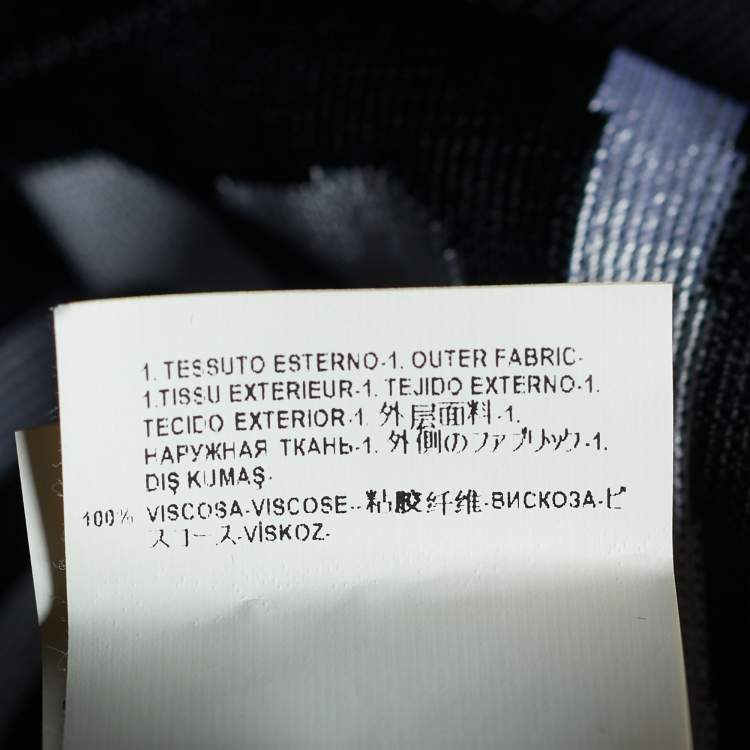 1. TESSUTO ESTERNO-1. OUTER FABRIC-
1.TISSU EXTERIEUR-1. TEJIDO EXTERNO-1.
TECIDO EXTERIOR-1. 外层面料-1.
НАРУЖНАЯ ТКАНЬ-1. 外側のファブリック-1.
DIŞ KUMAŞ-
100% VISCOSA-VISCOSE--粘胶纤维-ВИСКОЗА-ビ
スコース-VİSKOZ-